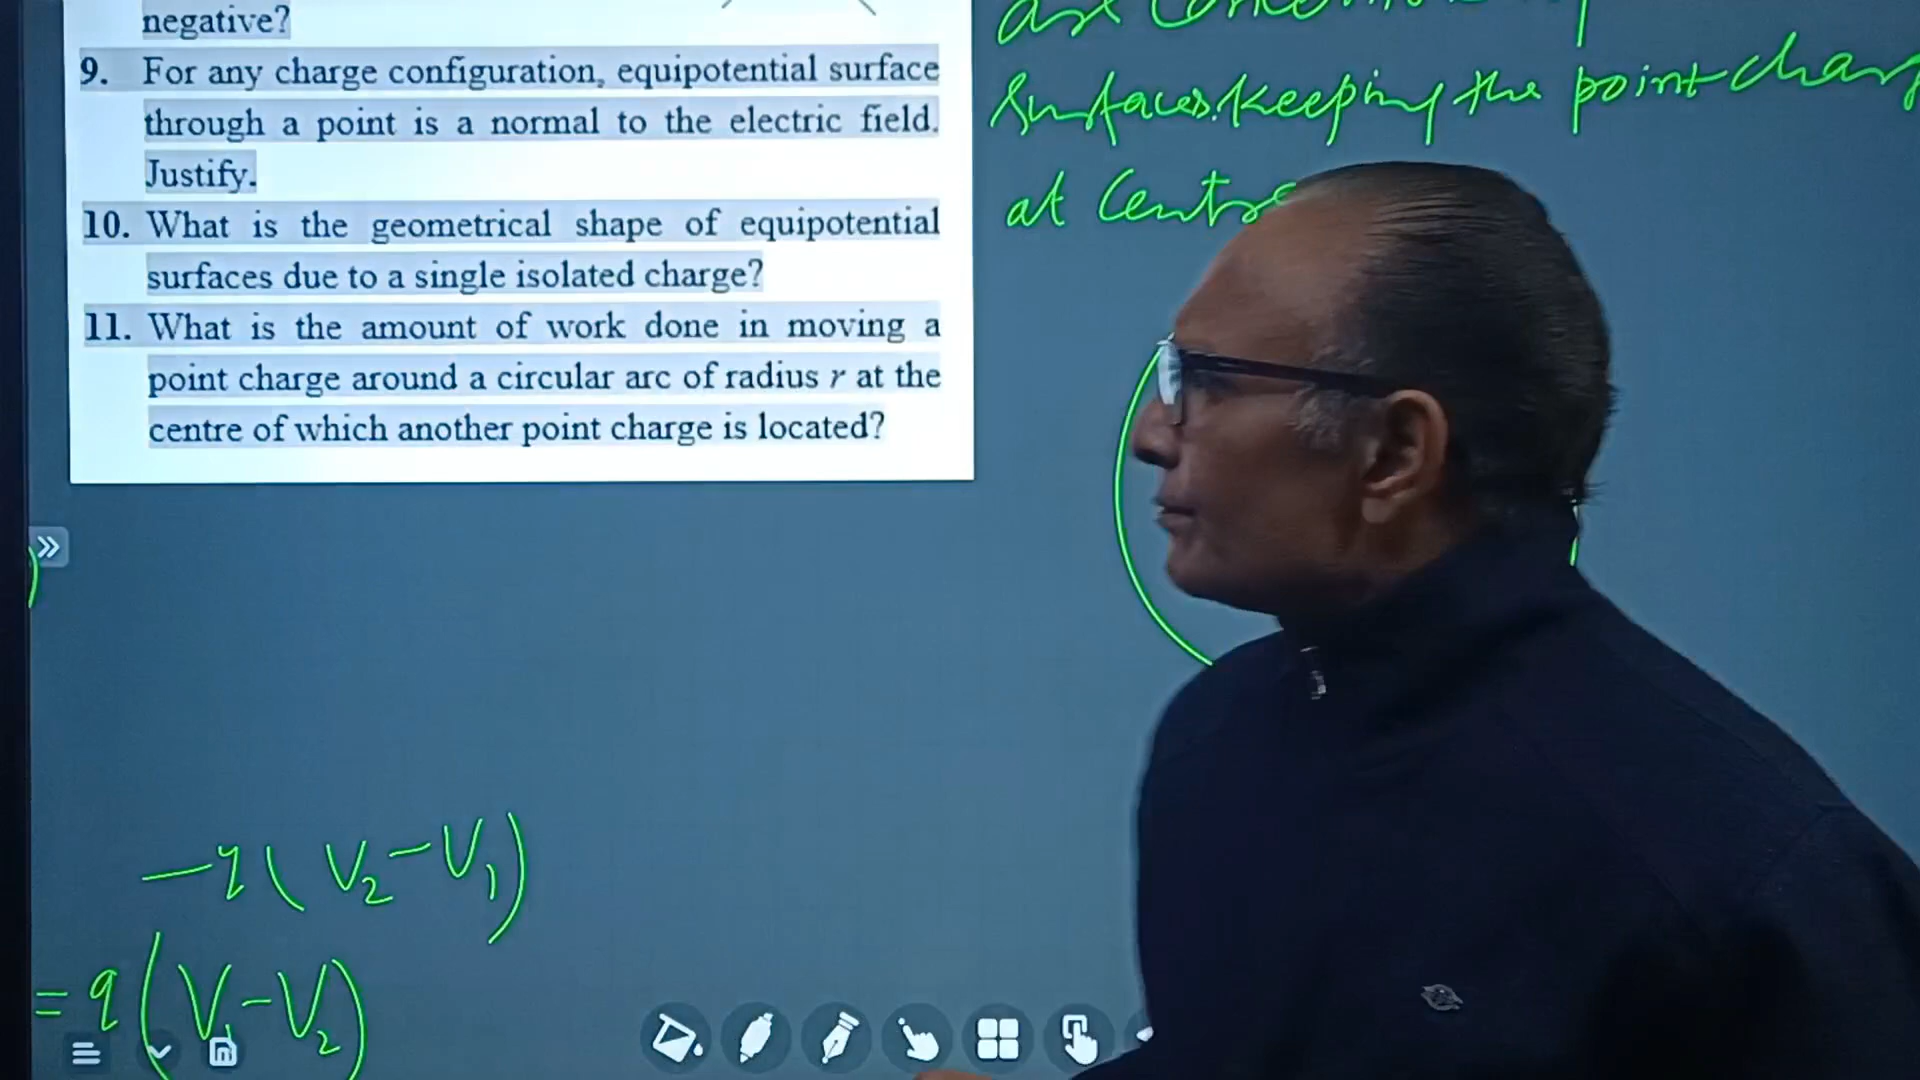 negative?
9. For any charge configuration, equipotential surface
through a point is a normal to the electric field.
Justify.
10. What is the geometrical shape of equipotential
surfaces due to a single isolated charge?
11. What is the amount of work done in moving a
point charge around a circular arc of radius r at the
centre of which another point charge is located?
surfaces. keeping the point charg
at Centre
-q( V₂-V₁)
= q(V₁-V₂)